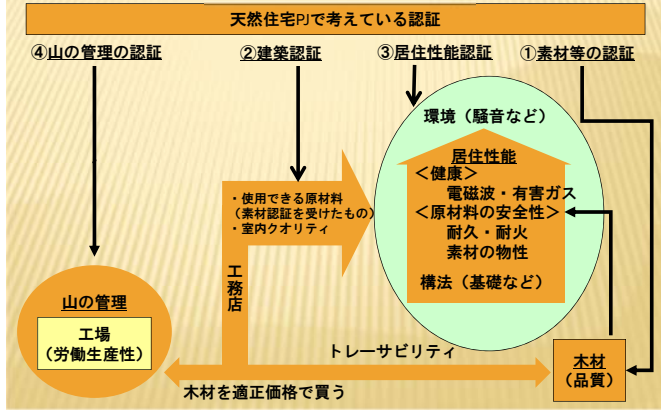 天然住宅PJで考えている認証
④山の管理の認証
②建築認証
③居住性能認証
①素材等の認証
環境（騒音など）
居住性能
＜健康＞
電磁波・有害ガス
＜原材料の安全性＞
耐久・耐火
素材の物性
構法（基礎など）
・使用できる原材料
（素材認証を受けたもの）
・室内クオリティ
工務店
山の管理
工場
（労働生産性）
トレーサビリティ
木材を適正価格で買う
木材
（品質）